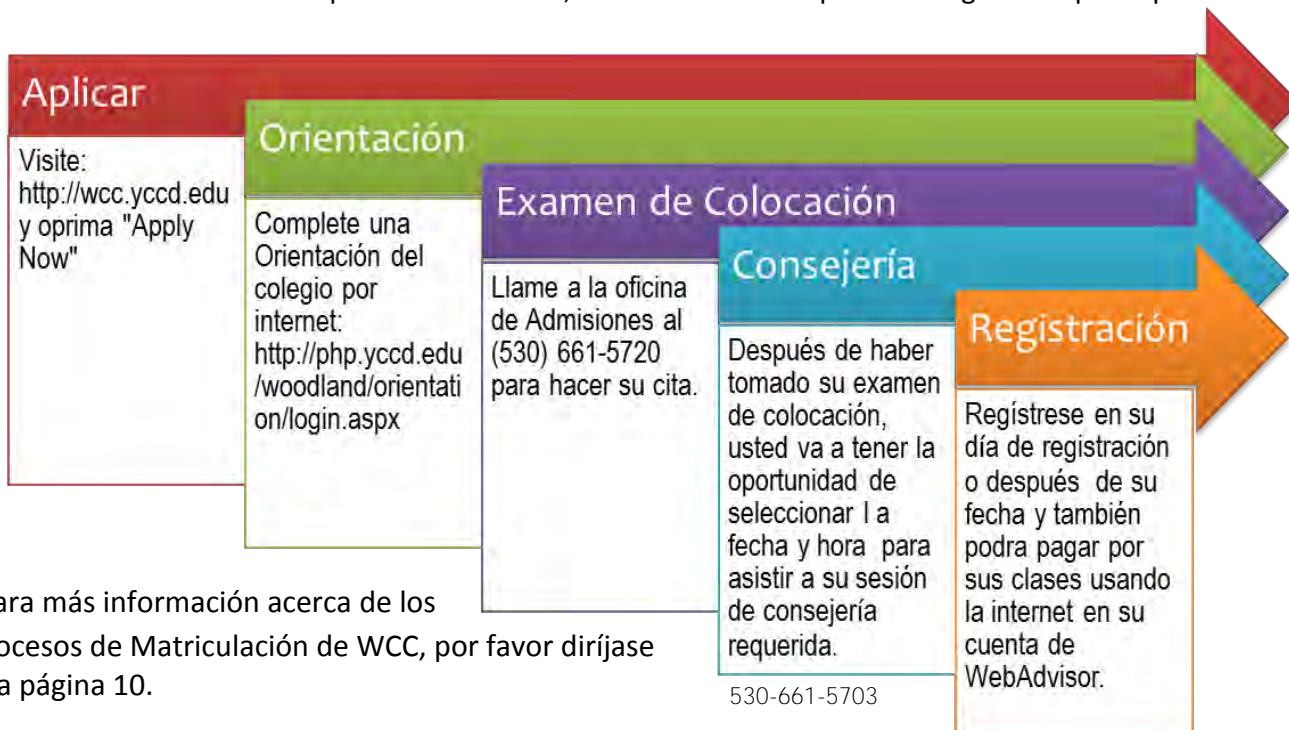 Aplicar
Visite:
http://wcc.yccd.edu
y oprima "Apply
Now"
Orientación
Complete una
Orientación del
colegio por
internet:
http://php.yccd.edu
/woodland/orientati
on/login.aspx
Examen de Colocación
Llame a la oficina
de Admisiones al
(530) 661-5720
para hacer su cita.
Consejería
Después de haber
tomado su examen
de colocación,
usted va a tener la
oportunidad de
seleccionar l a
fecha y hora para
asistir a su sesión
de consejería
requerida.
530-661-5703
Registración
Regístrese en su
día de registración
o después de su
fecha y también
podra pagar por
sus clases usando
la internet en su
cuenta de
WebAdvisor.
ara más información acerca de los
ocesos de Matriculación de WCC, por favor diríjase
a página 10.